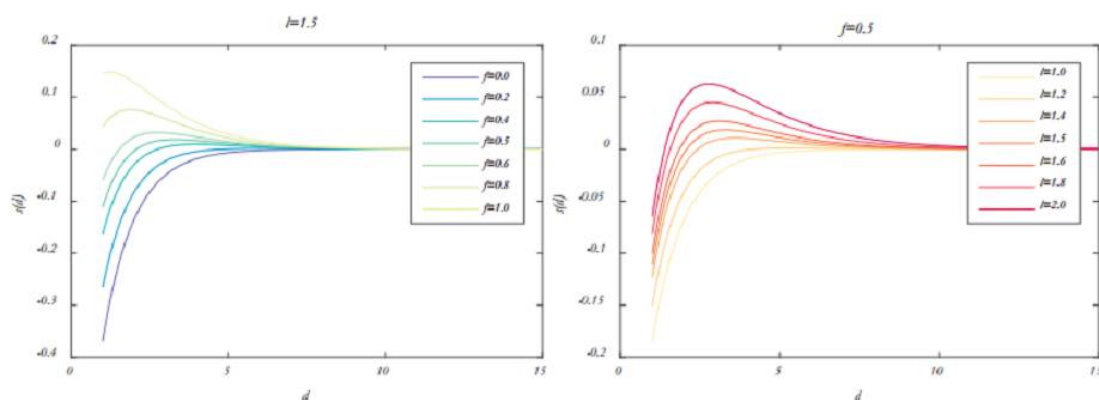 l=1.5
0.2
0.1
0
-0.1
-0.2
-0.3
-0.4
s(d)
0 5 10 15
d
f=0.0
f=0.2
f=0.4
f=0.5
f=0.6
f=0.8
f=1.0
f=0.5
0.1
0.05
0
-0.05
-0.1
-0.15
-0.2
s(d)
0 5 10 15
d
l=1.0
l=1.2
l=1.4
l=1.5
l=1.6
l=1.8
l=2.0